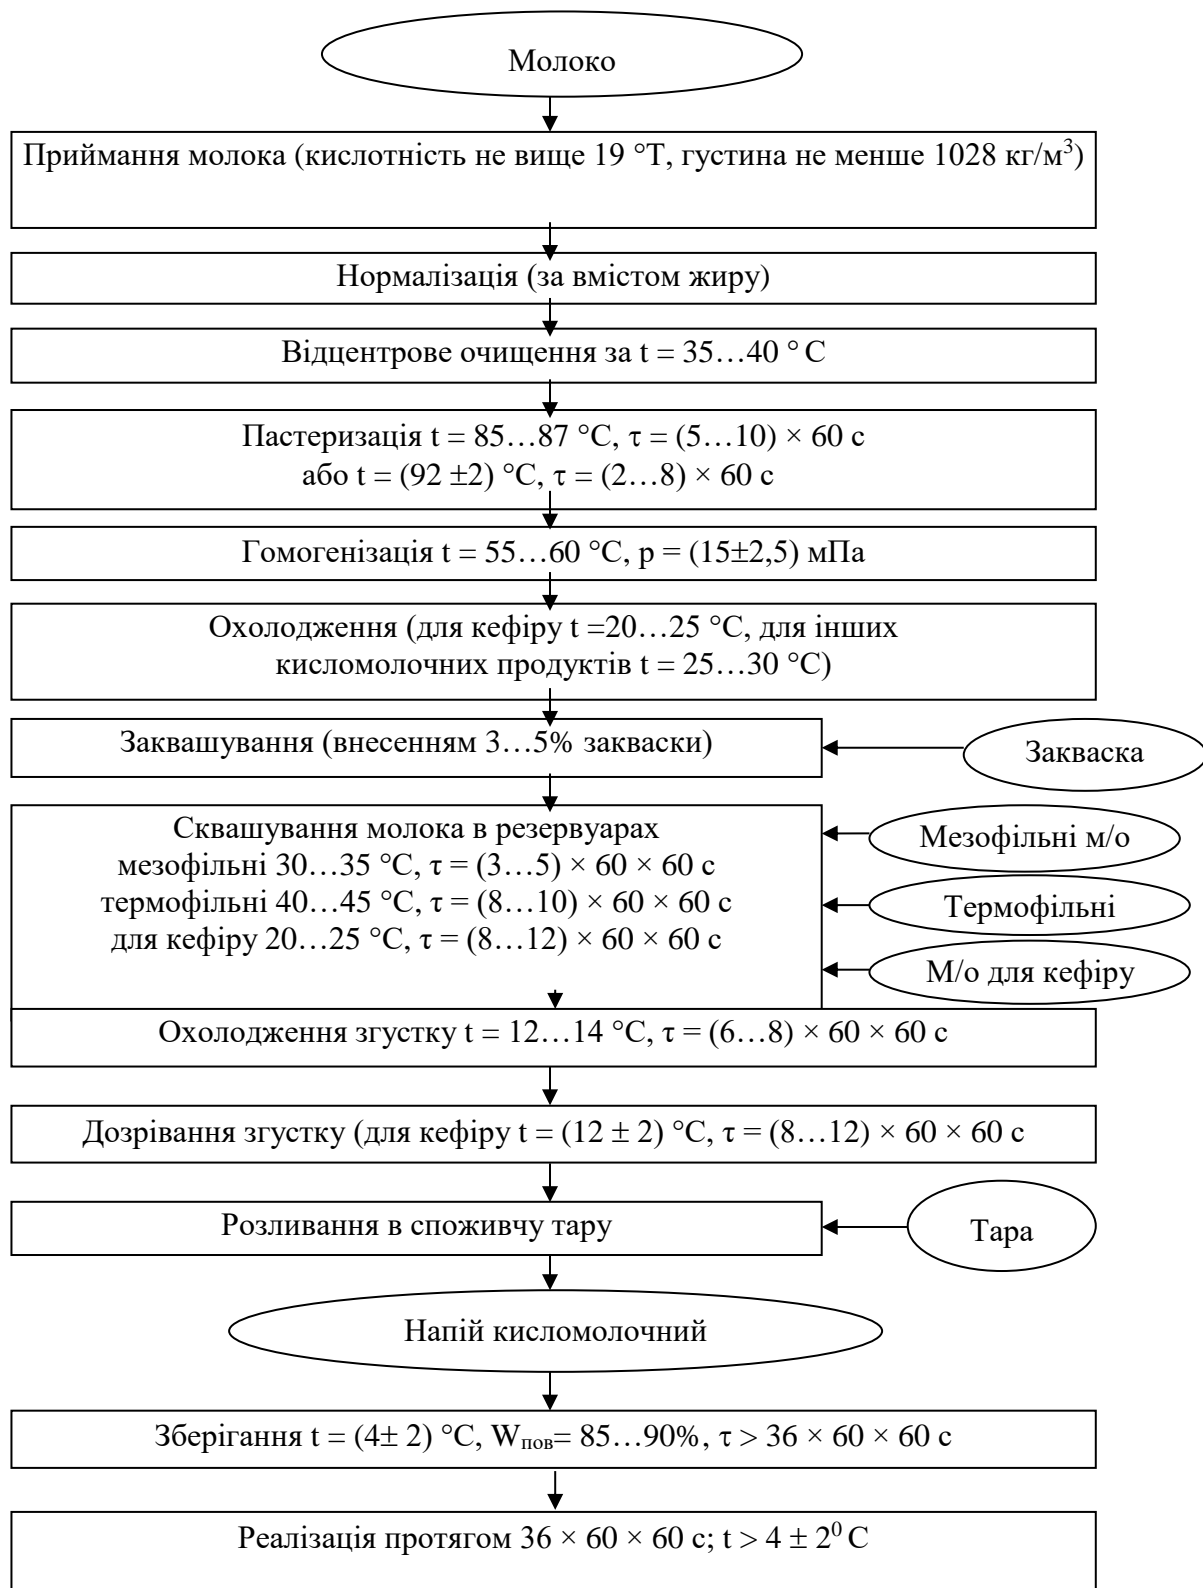 Молоко
Приймання молока (кислотність не вище 19 °Т, густина не менше 1028 кг/м³)
Нормалізація (за вмістом жиру)
Відцентрове очищення за t = 35…40 ° С
Пастеризація t = 85…87 °С, τ = (5…10) × 60 с
або t = (92 ±2) °С, τ = (2…8) × 60 с
Гомогенізація t = 55…60 °С, р = (15±2,5) мПа
Охолодження (для кефіру t =20…25 °С, для інших
кисломолочних продуктів t = 25…30 °С)
Заквашування (внесенням 3…5% закваски)
Закваска
Сквашування молока в резервуарах
мезофільні 30…35 °С, τ = (3…5) × 60 × 60 с
термофільні 40…45 °С, τ = (8…10) × 60 × 60 с
для кефіру 20…25 °С, τ = (8…12) × 60 × 60 с
Мезофільні м/о
Термофільні
М/о для кефіру
Охолодження згустку t = 12…14 °С, τ = (6…8) × 60 × 60 с
Дозрівання згустку (для кефіру t = (12 ± 2) °С, τ = (8…12) × 60 × 60 с
Розливання в споживчу тару
Тара
Напій кисломолочний
Зберігання t = (4± 2) °С, Wпов= 85…90%, τ > 36 × 60 × 60 с
Реалізація протягом 36 × 60 × 60 с; t > 4 ± 2⁰ С